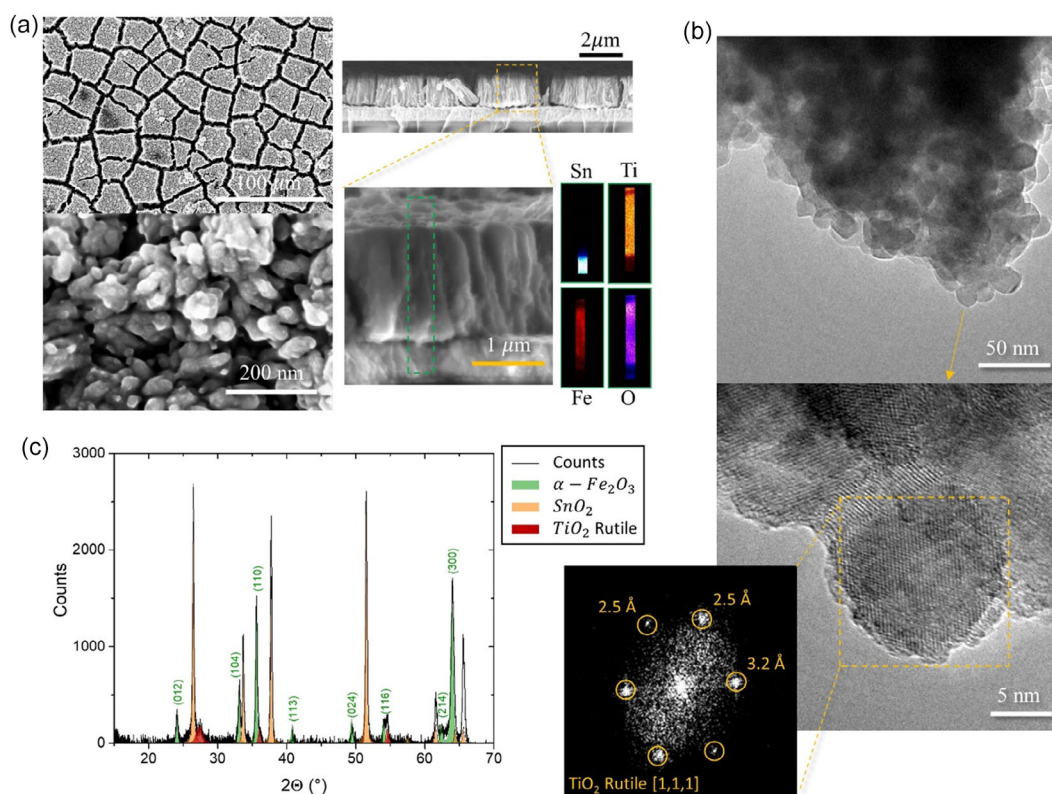 (a)
100 μm
200 nm
2μm
1 μm
Sn Ti
Fe O
(b)
50 nm
5 nm
(c)
3000
2000
1000
0
Counts
20 30 40 50 60 70
2Θ (°)
(012)
(104)
(110)
(113)
(024)
(116)
(214)
(300)
Counts
α − Fe₂O₃
SnO₂
TiO₂ Rutile
2.5 Å
2.5 Å
3.2 Å
TiO₂ Rutile [1,1,1]